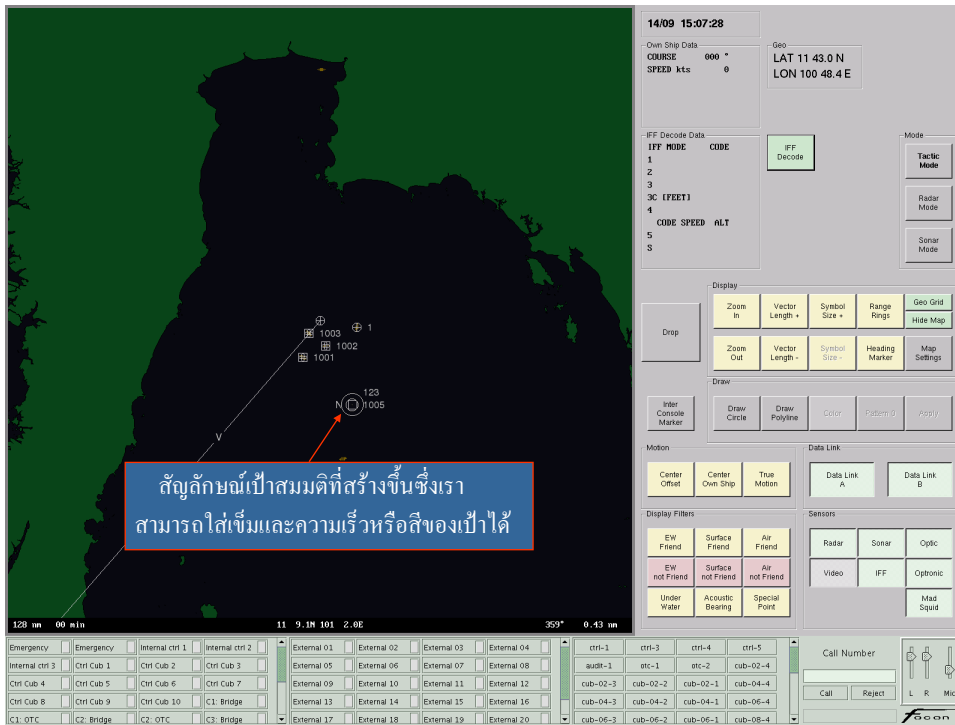 14/09 15:07:28
Own Ship Data
COURSE 000 °
SPEED kts 0
Geo
LAT 11 43.0 N
LON 100 48.4 E
IFF Decode Data
IFF MODE CODE
1
2
3
3C [FEET]
4
CODE SPEED ALT
5
S
IFF Decode
Mode
Tactic Mode
Radar Mode
Sonar Mode
1
1003
1002
1001
123
N 1005
V
สัญลักษณ์เป้าสมมติที่สร้างขึ้นซึ่งเรา
สามารถใส่เข็มและความเร็วหรือสีของเป้าได้
128 nm 00 min 11 9.1N 101 2.0E 359° 0.43 nm
Drop
Display
Zoom In
Vector Length +
Symbol Size +
Range Rings
Geo Grid
Hide Map
Zoom Out
Vector Length -
Symbol Size -
Heading Marker
Map Settings
Inter Console Marker
Draw
Draw Circle
Draw Polyline
Color
Pattern 0
Apply
Motion
Center Offset
Center Own Ship
True Motion
Data Link
Data Link A
Data Link B
Display Filters
EW Friend
Surface Friend
Air Friend
EW not Friend
Surface not Friend
Air not Friend
Under Water
Acoustic Bearing
Special Point
Sensors
Radar
Sonar
Optic
Video
IFF
Optronic
Mad Squid
Emergency Emergency Internal ctrl 1 Internal ctrl 2
Internal ctrl 3 Ctrl Cub 1 Ctrl Cub 2 Ctrl Cub 3
Ctrl Cub 4 Ctrl Cub 5 Ctrl Cub 6 Ctrl Cub 7
Ctrl Cub 8 Ctrl Cub 9 Ctrl Cub 10 C1: Bridge
C1: OTC C2: Bridge C2: OTC C3: Bridge
External 01 External 02 External 03 External 04
External 05 External 06 External 07 External 08
External 09 External 10 External 11 External 12
External 13 External 14 External 15 External 16
External 17 External 18 External 19 External 20
ctrl-1 ctrl-3 ctrl-4 ctrl-5
audit-1 otc-1 otc-2 cub-02-4
cub-02-3 cub-02-2 cub-02-1 cub-04-4
cub-04-3 cub-04-2 cub-04-1 cub-06-4
cub-06-3 cub-06-2 cub-06-1 cub-08-4
Call Number
Call Reject
L R Mic
focon